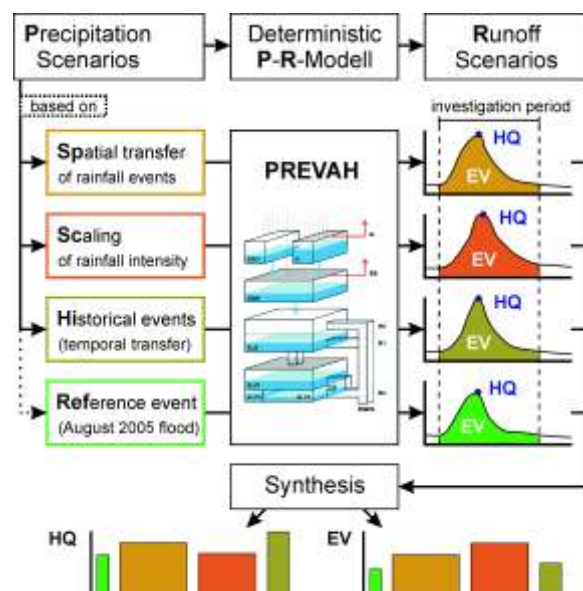 Precipitation
Scenarios
Deterministic
P-R-Modell
Runoff
Scenarios
based on
investigation period
Spatial transfer
of rainfall events
PREVAH
HQ
EV
Scaling
of rainfall intensity
HQ
EV
Historical events
(temporal transfer)
HQ
EV
Reference event
(August 2005 flood)
HQ
EV
Synthesis
HQ
EV